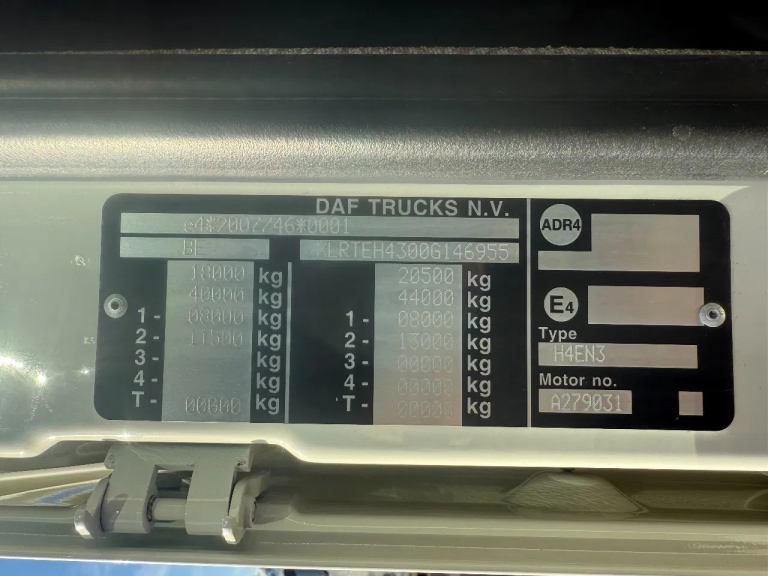 DAF TRUCKS N.V.
e4*2007/46*0001
BE XLRTEH4300G146955
18000 kg 20500 kg
40000 kg 44000 kg
1- 08000 kg 1- 08000 kg
2- 11500 kg 2- 13000 kg
3- kg 3- 00000 kg
4- kg 4- 00000 kg
T- 00000 kg T- 00000 kg
ADR4
E4
Type
H4EN3
Motor no.
A279031